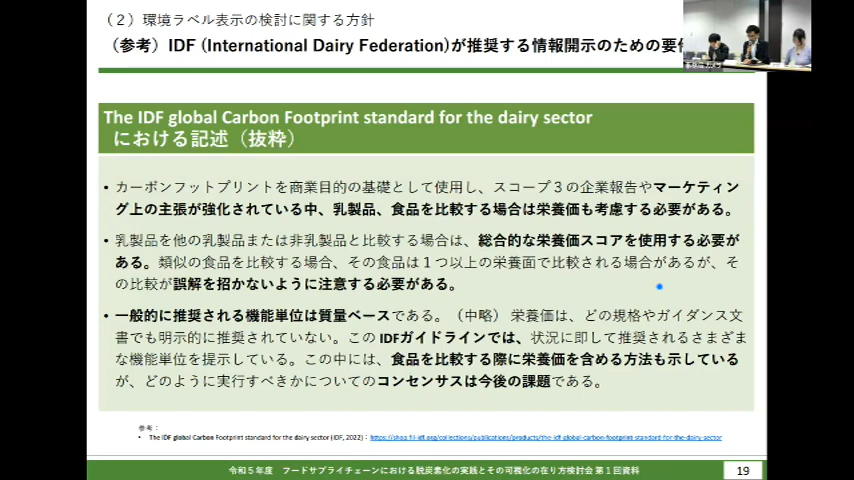 （２）環境ラベル表示の検討に関する方針
（参考）IDF (International Dairy Federation)が推奨する情報開示のための要
The IDF global Carbon Footprint standard for the dairy sector
における記述（抜粋）
• カーボンフットプリントを商業目的の基礎として使用し、スコープ３の企業報告やマーケティン
グ上の主張が強化されている中、乳製品、食品を比較する場合は栄養価も考慮する必要がある。
• 乳製品を他の乳製品または非乳製品と比較する場合は、総合的な栄養価スコアを使用する必要が
ある。類似の食品を比較する場合、その食品は１つ以上の栄養面で比較される場合があるが、そ
の比較が誤解を招かないように注意する必要がある。
• 一般的に推奨される機能単位は質量ベースである。（中略） 栄養価は、どの規格やガイダンス文
書でも明示的に推奨されていない。この IDFガイドラインでは、状況に即して推奨されるさまざま
な機能単位を提示している。この中には、食品を比較する際に栄養価を含める方法も示している
が、どのように実行すべきかについてのコンセンサスは今後の課題である。
参考：
• The IDF global Carbon Footprint standard for the dairy sector (IDF, 2022)：https://shop.fil-idf.org/collections/publications/products/the-idf-global-carbon-footprint-standard-for-the-dairy-sector
令和５年度 フードサプライチェーンにおける脱炭素化の実践とその可視化の在り方検討会 第１回資料
19